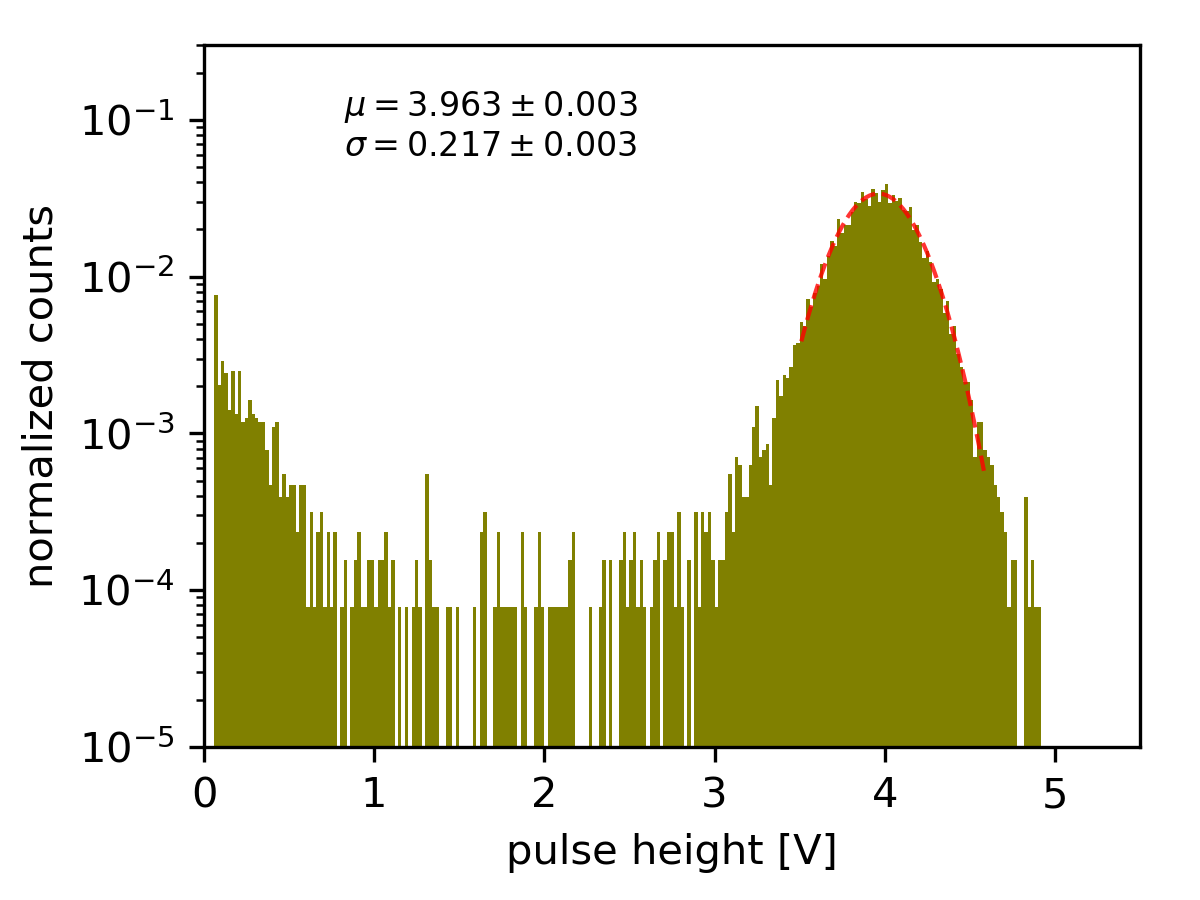 μ = 3.963 ± 0.003
σ = 0.217 ± 0.003
10⁻¹
10⁻²
10⁻³
10⁻⁴
10⁻⁵
normalized counts
0 1 2 3 4 5
pulse height [V]